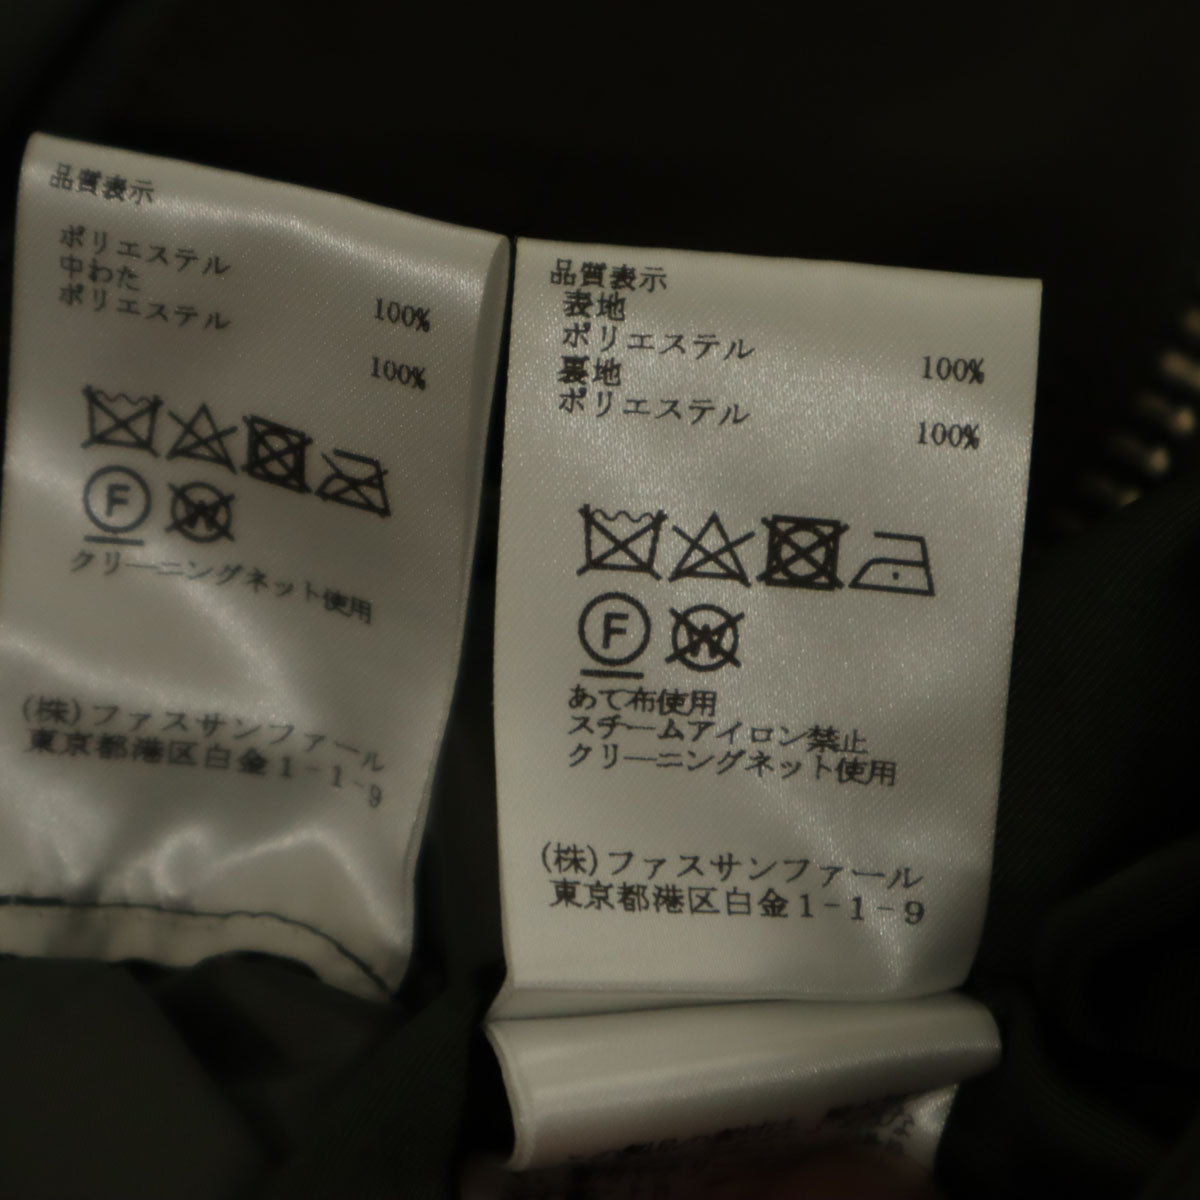 品質表示
ポリエステル 100%
中わた
ポリエステル 100%
F W
クリーニングネット使用
(株)ファスサンファール
東京都港区白金1-1-9
品質表示
表地
ポリエステル 100%
裏地
ポリエステル 100%
F W
あて布使用
スチームアイロン禁止
クリーニングネット使用
(株)ファスサンファール
東京都港区白金1-1-9